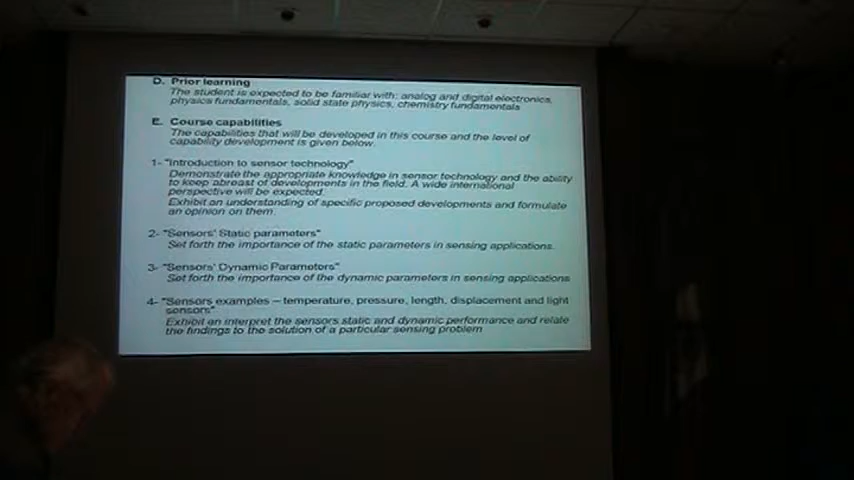 D. Prior learning
The student is expected to be familiar with: analog and digital electronics,
physics fundamentals, solid state physics, chemistry fundamentals
E. Course capabilities
The capabilities that will be developed in this course and the level of
capability development is given below.
1- "Introduction to sensor technology"
Demonstrate the appropriate knowledge in sensor technology and the ability
to keep abreast of developments in the field. A wide international
perspective will be expected.
Exhibit an understanding of specific proposed developments and formulate
an opinion on them.
2- "Sensors' Static parameters"
Set forth the importance of the static parameters in sensing applications.
3- "Sensors' Dynamic Parameters"
Set forth the importance of the dynamic parameters in sensing applications
4- "Sensors examples – temperature, pressure, length, displacement and light
sensors"
Exhibit an interpret the sensors static and dynamic performance and relate
the findings to the solution of a particular sensing problem